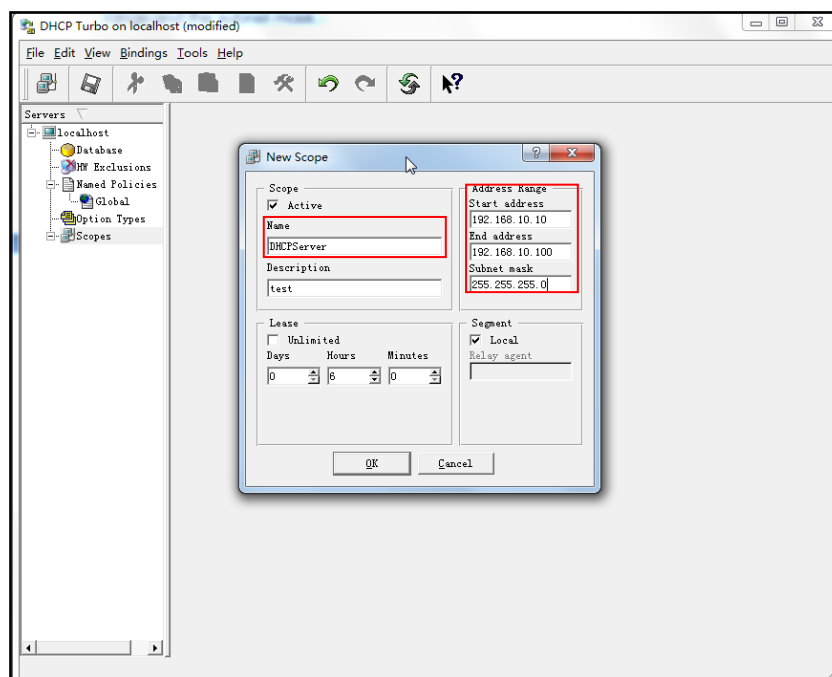 DHCP Turbo on localhost (modified)
File Edit View Bindings Tools Help
Servers
localhost
Database
HW Exclusions
Named Policies
Global
Option Types
Scopes
New Scope
Scope
Active
Name
DHCPServer
Description
test
Address Range
Start address
192.168.10.10
End address
192.168.10.100
Subnet mask
255.255.255.0
Lease
Unlimited
Days Hours Minutes
0 6 0
Segment
Local
Relay agent
OK Cancel